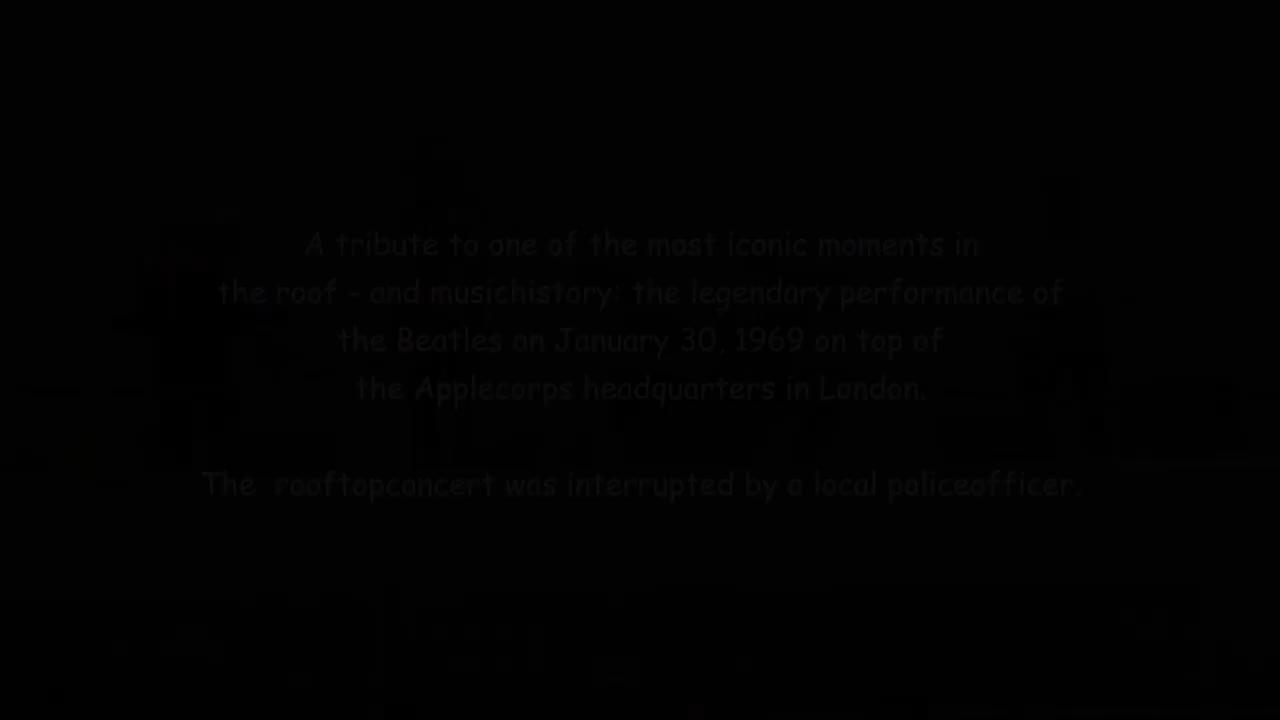 A tribute to one of the most iconic moments in
the roof - and musichistory: the legendary performance of
the Beatles on January 30, 1969 on top of
the Applecorps headquarters in London.
The rooftopconcert was interrupted by a local policeofficer.